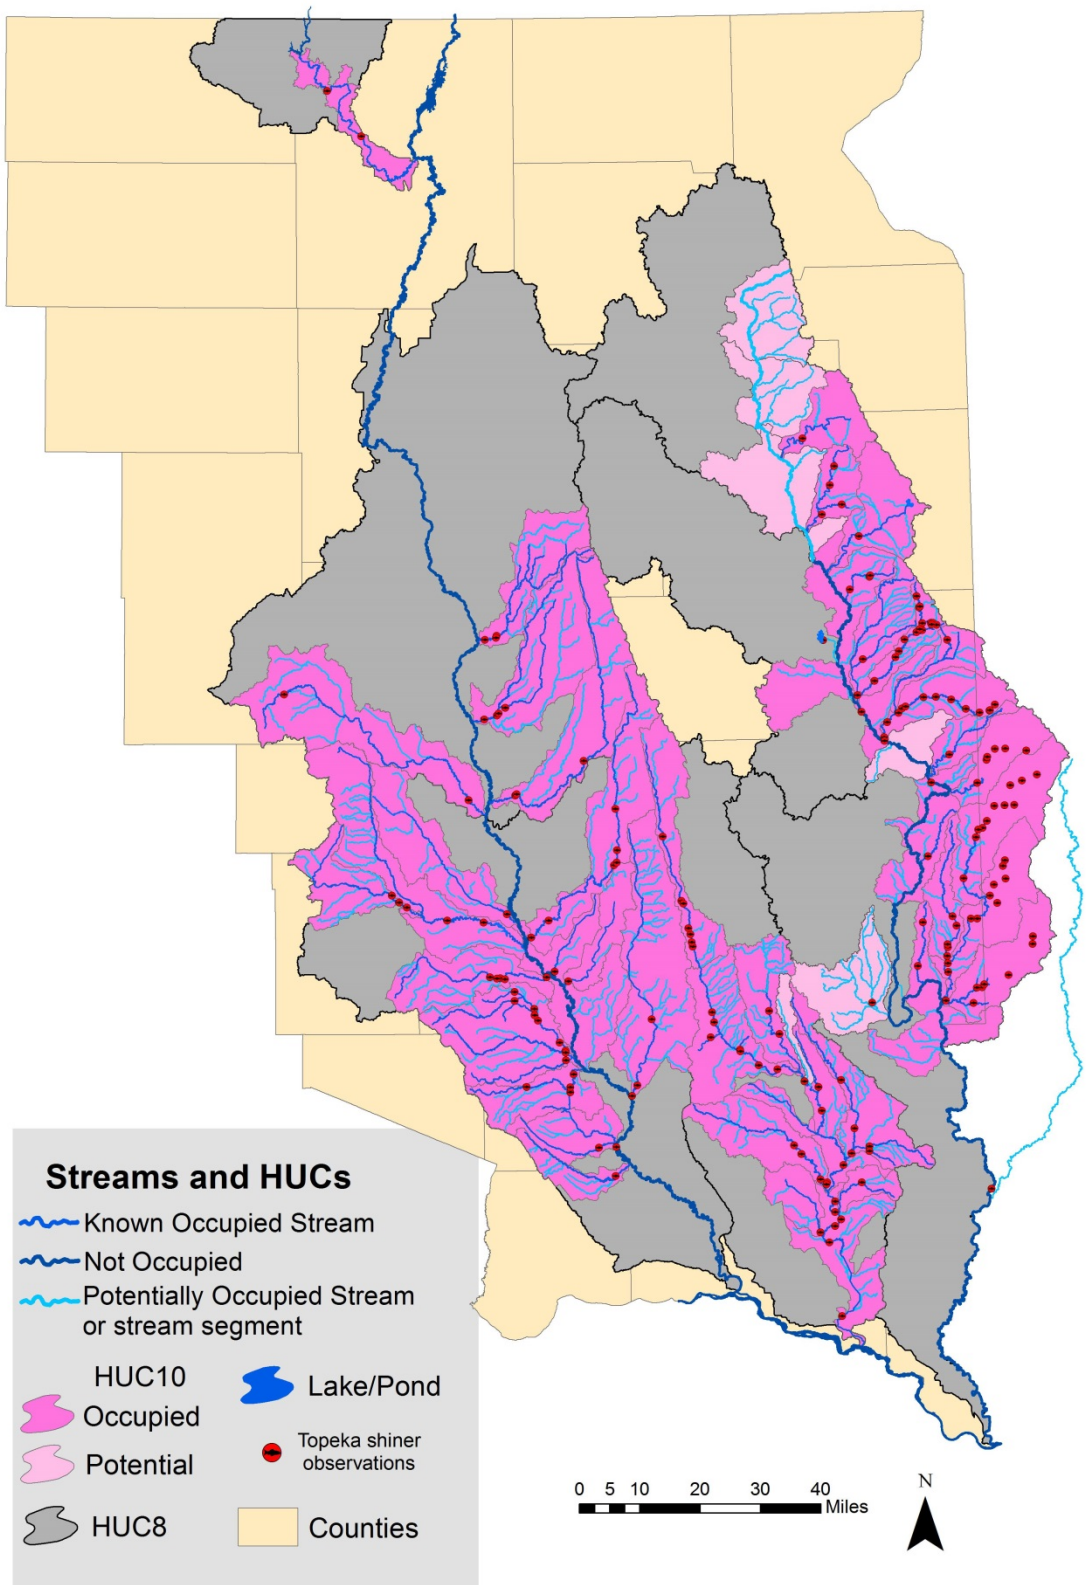 Streams and HUCs
Known Occupied Stream
Not Occupied
Potentially Occupied Stream
or stream segment
HUC10
Occupied
Potential
HUC8
Lake/Pond
Topeka shiner
observations
Counties
0 5 10 20 30 40
Miles
N